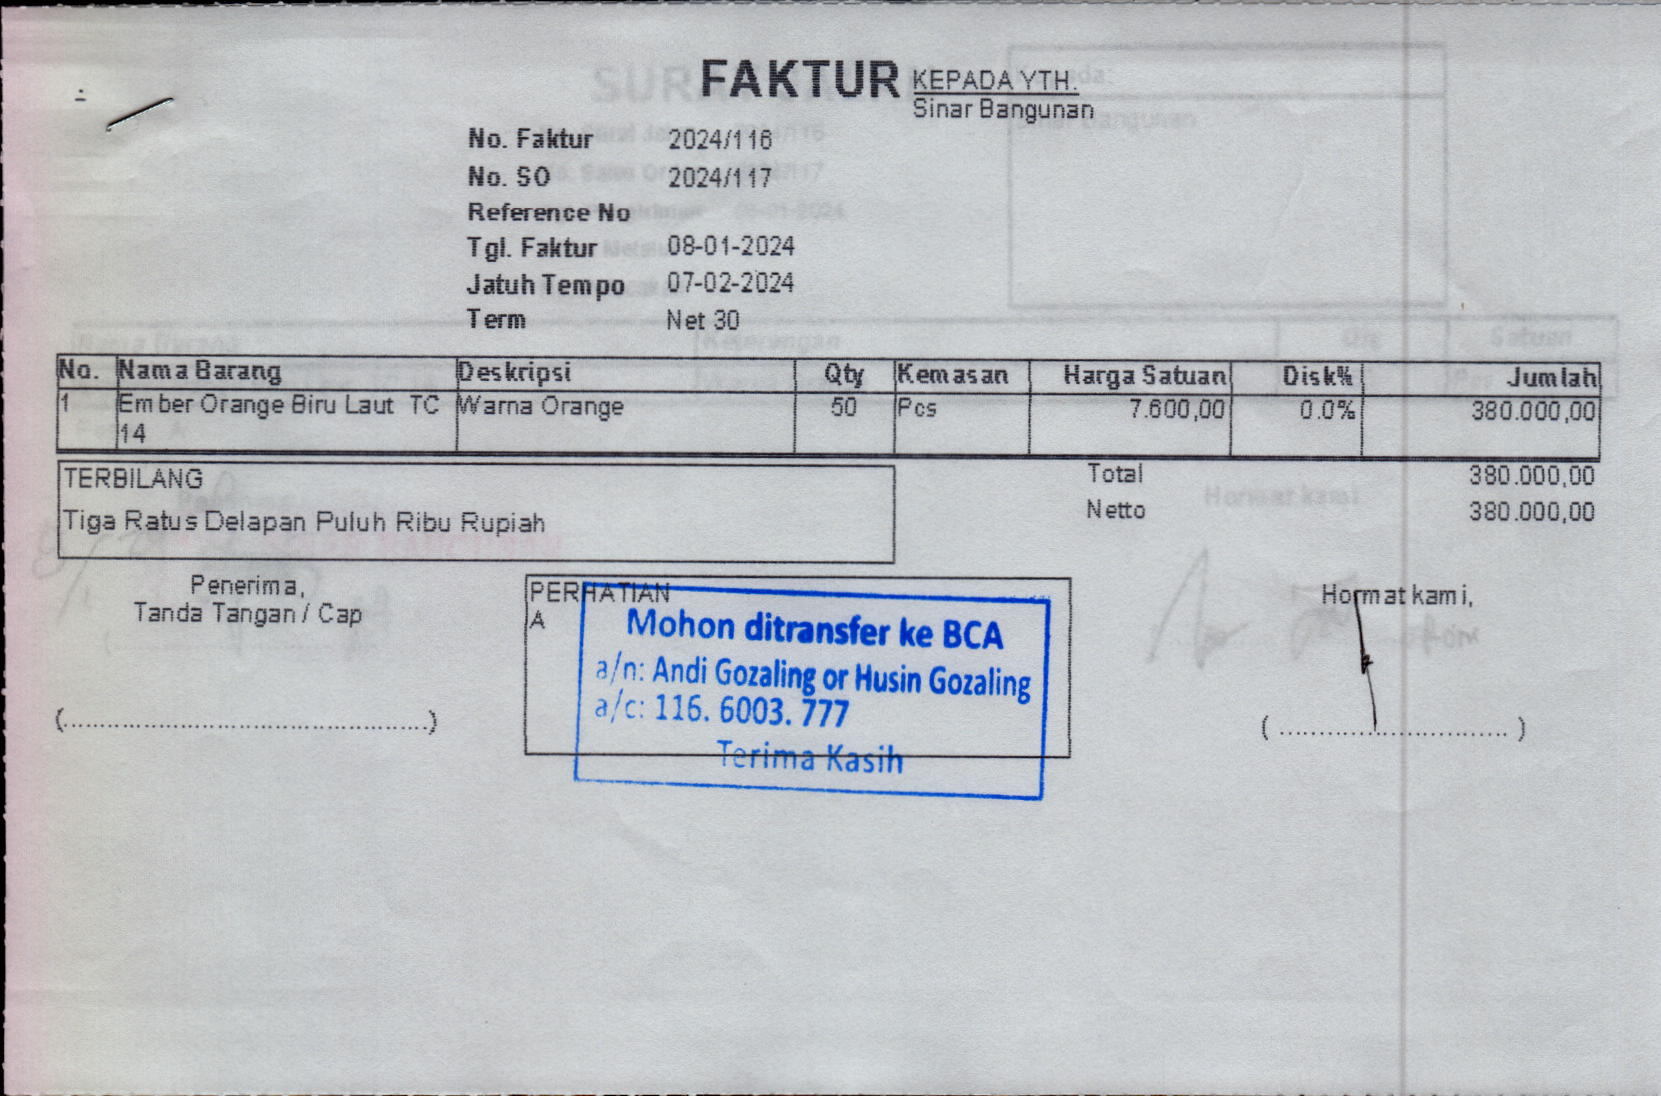 FAKTUR
KEPADA YTH.
Sinar Bangunan
No. Faktur 2024/116
No. SO 2024/117
Reference No
Tgl. Faktur 08-01-2024
Jatuh Tempo 07-02-2024
Term Net 30
No. Nama Barang Deskripsi Qty Kemasan Harga Satuan Disk% Jumlah
1 Ember Orange Biru Laut TC Warna Orange 50 Pcs 7.600,00 0.0% 380.000,00
14
TERBILANG
Tiga Ratus Delapan Puluh Ribu Rupiah
Total 380.000,00
Netto 380.000,00
Penerima,
Tanda Tangan / Cap
(..........................................)
PERHATIAN
A
Mohon ditransfer ke BCA
a/n: Andi Gozaling or Husin Gozaling
a/c: 116. 6003. 777
Terima Kasih
Hormat kami,
( ............................ )